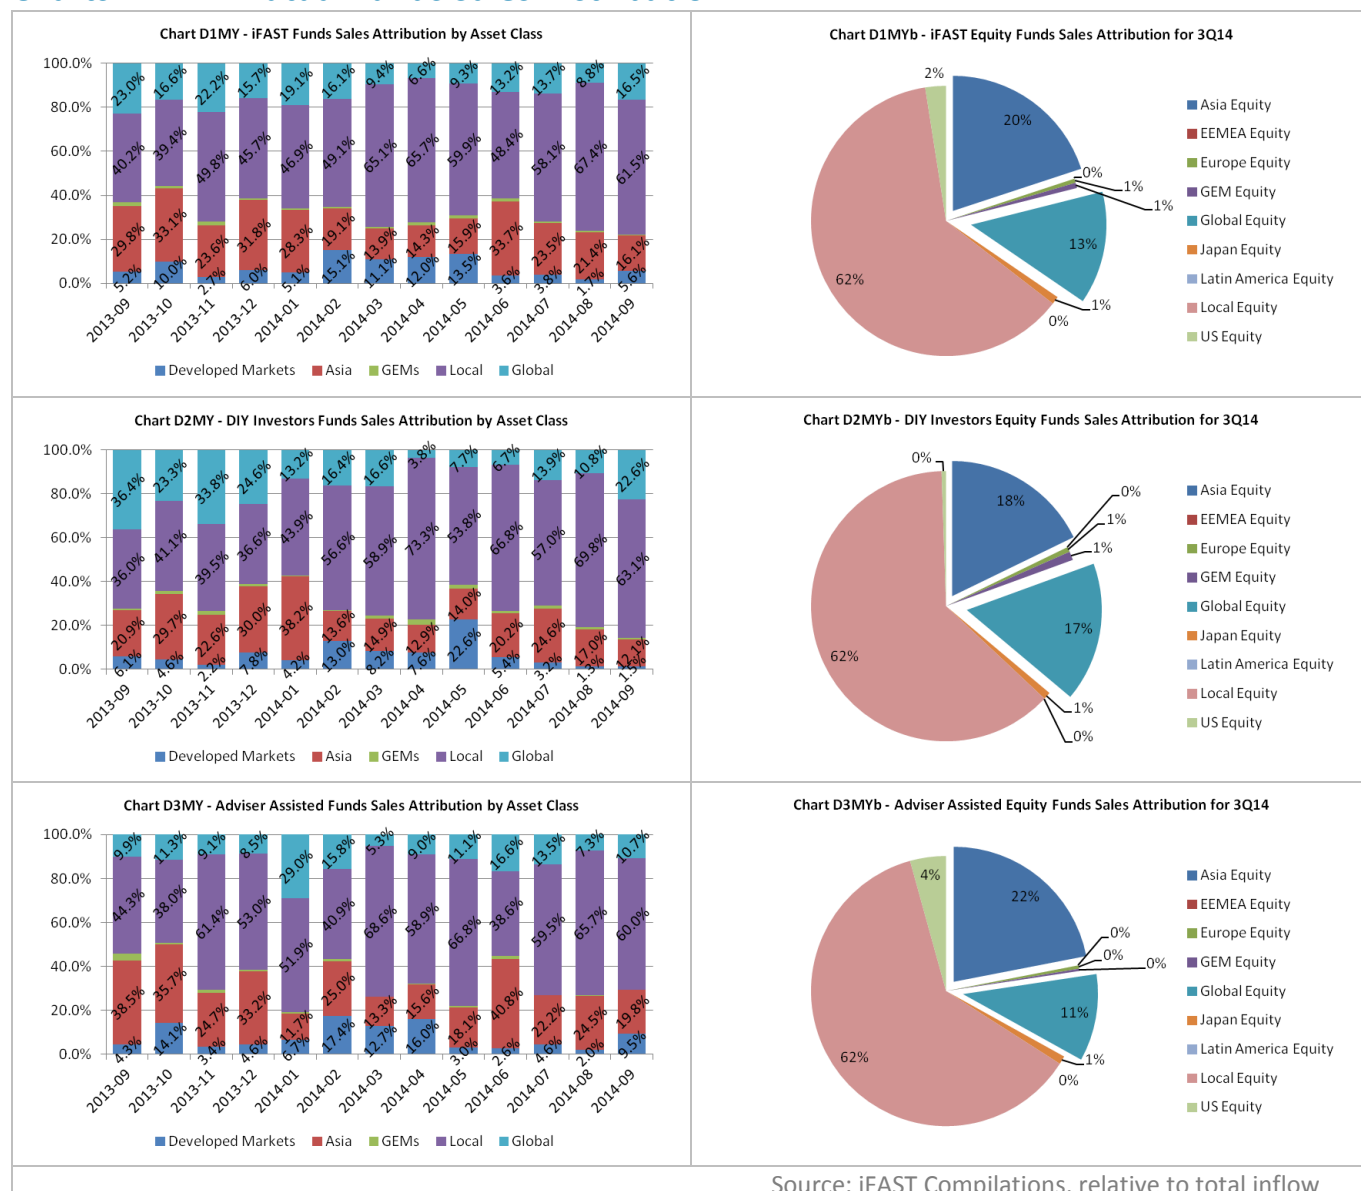 Chart D1MY - iFAST Funds Sales Attribution by Asset Class
100.0%
80.0%
60.0%
40.0%
20.0%
0.0%
23.0% 16.6% 22.2% 15.7% 19.1% 16.1% 9.4% 6.6% 9.3% 13.2% 13.7% 8.8% 16.5%
40.2% 39.4% 49.8% 45.7% 46.9% 49.1% 65.1% 65.7% 59.9% 48.4% 58.1% 67.4% 61.5%
29.8% 33.1% 23.6% 31.8% 28.3% 19.1% 13.9% 14.3% 15.9% 33.7% 23.5% 21.4% 16.1%
5.2% 10.0% 2.7% 6.0% 5.1% 15.1% 11.1% 12.0% 13.5% 3.6% 3.8% 1.7% 5.6%
2013-09 2013-10 2013-11 2013-12 2014-01 2014-02 2014-03 2014-04 2014-05 2014-06 2014-07 2014-08 2014-09
Developed Markets Asia GEMs Local Global
Chart D1MYb - iFAST Equity Funds Sales Attribution for 3Q14
2%
20%
0%
1%
1%
13%
1%
0%
62%
Asia Equity
EEMEA Equity
Europe Equity
GEM Equity
Global Equity
Japan Equity
Latin America Equity
Local Equity
US Equity
Chart D2MY - DIY Investors Funds Sales Attribution by Asset Class
100.0%
80.0%
60.0%
40.0%
20.0%
0.0%
36.4% 23.3% 33.8% 24.6% 13.2% 16.4% 16.6% 3.8% 7.7% 6.7% 13.9% 10.8% 22.6%
36.0% 41.1% 39.5% 36.6% 43.9% 56.6% 58.9% 73.3% 53.8% 66.8% 57.0% 69.8% 63.1%
20.9% 29.7% 22.6% 30.0% 38.2% 13.6% 14.9% 12.9% 14.0% 20.2% 24.6% 17.0% 12.1%
6.1% 4.6% 2.2% 7.8% 4.2% 13.0% 8.2% 7.6% 22.6% 5.4% 3.2% 1.3% 1.5%
2013-09 2013-10 2013-11 2013-12 2014-01 2014-02 2014-03 2014-04 2014-05 2014-06 2014-07 2014-08 2014-09
Developed Markets Asia GEMs Local Global
Chart D2MYb - DIY Investors Equity Funds Sales Attribution for 3Q14
0%
18%
0%
1%
1%
17%
1%
0%
62%
Asia Equity
EEMEA Equity
Europe Equity
GEM Equity
Global Equity
Japan Equity
Latin America Equity
Local Equity
US Equity
Chart D3MY - Adviser Assisted Funds Sales Attribution by Asset Class
100.0%
80.0%
60.0%
40.0%
20.0%
0.0%
9.9% 11.3% 9.1% 8.5% 29.0% 15.8% 5.3% 9.0% 11.1% 16.6% 13.5% 7.3% 10.7%
44.3% 38.0% 61.4% 53.0% 51.9% 40.9% 68.6% 58.9% 66.8% 38.6% 59.5% 65.7% 60.0%
38.5% 35.7% 24.7% 33.2% 11.7% 25.0% 13.3% 15.6% 18.1% 40.8% 22.2% 24.5% 19.8%
4.3% 14.1% 3.4% 4.6% 6.7% 17.4% 12.7% 16.0% 3.0% 2.6% 4.6% 2.0% 9.5%
2013-09 2013-10 2013-11 2013-12 2014-01 2014-02 2014-03 2014-04 2014-05 2014-06 2014-07 2014-08 2014-09
Developed Markets Asia GEMs Local Global
Chart D3MYb - Adviser Assisted Equity Funds Sales Attribution for 3Q14
4%
22%
0%
0%
0%
11%
1%
0%
62%
Asia Equity
EEMEA Equity
Europe Equity
GEM Equity
Global Equity
Japan Equity
Latin America Equity
Local Equity
US Equity
Source: iFAST Compilations, relative to total inflow